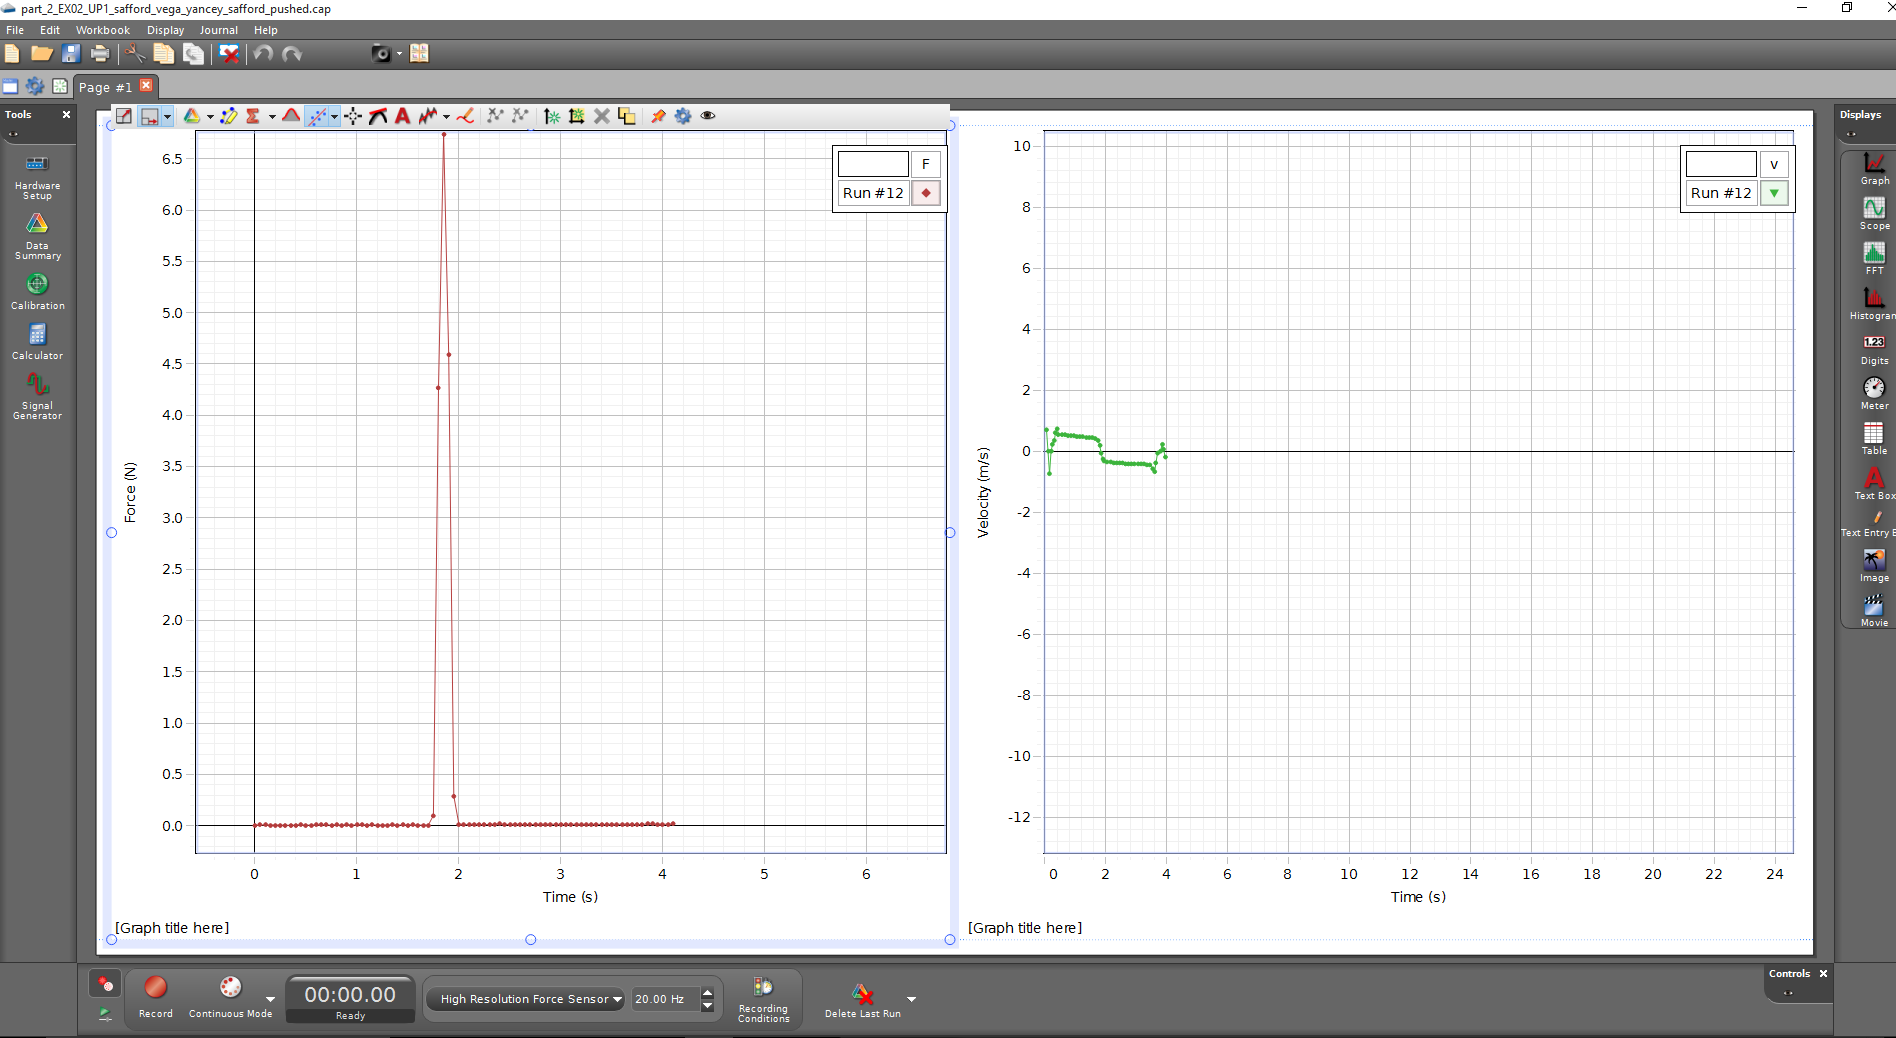 part_2_EX02_UP1_safford_vega_yancey_safford_pushed.cap
File Edit Workbook Display Journal Help
Page #1
Tools
Hardware
Setup
Data
Summary
Calibration
Calculator
Signal
Generator
F
Run #12
6.5
6.0
5.5
5.0
4.5
4.0
3.5
3.0
2.5
2.0
1.5
1.0
0.5
0.0
Force (N)
0 1 2 3 4 5 6
Time (s)
[Graph title here]
v
Run #12
10
8
6
4
2
0
-2
-4
-6
-8
-10
-12
Velocity (m/s)
0 2 4 6 8 10 12 14 16 18 20 22 24
Time (s)
[Graph title here]
Displays
Graph
Scope
FFT
Histogran
1.23
Digits
Meter
Table
A
Text Box
Text Entry B
Image
Movie
Record
Continuous Mode
00:00.00
Ready
High Resolution Force Sensor
20.00 Hz
Recording
Conditions
Delete Last Run
Controls